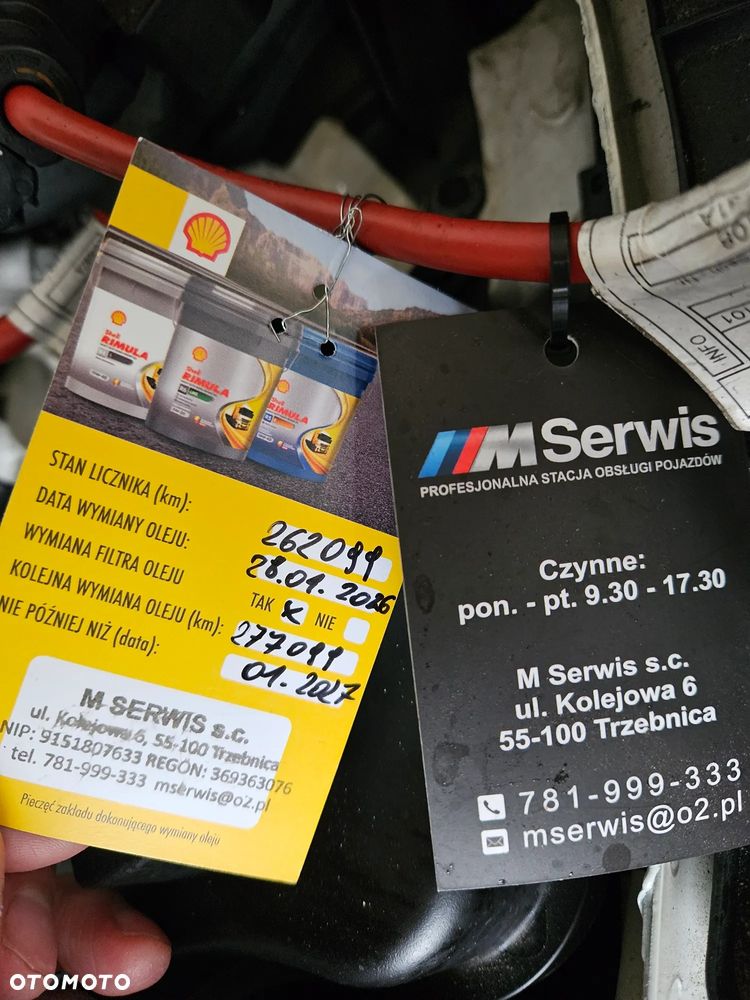 Shell
RIMULA
Shell
RIMULA
Shell
RIMULA
STAN LICZNIKA (km):
262099
DATA WYMIANY OLEJU:
28.01.2026
WYMIANA FILTRA OLEJU
TAK x NIE
KOLEJNA WYMIANA OLEJU (km):
277099
NIE PÓŹNIEJ NIŻ (data):
01.2027
M SERWIS s.c.
ul. Kolejowa 6, 55-100 Trzebnica
NIP: 9151807633 REGON: 369363076
tel. 781-999-333 mserwis@o2.pl
Pieczęć zakładu dokonującego wymiany oleju
M Serwis
PROFESJONALNA STACJA OBSŁUGI POJAZDÓW
Czynne:
pon. - pt. 9.30 - 17.30
M Serwis s.c.
ul. Kolejowa 6
55-100 Trzebnica
781-999-333
mserwis@o2.pl
INFO
OTOMOTO